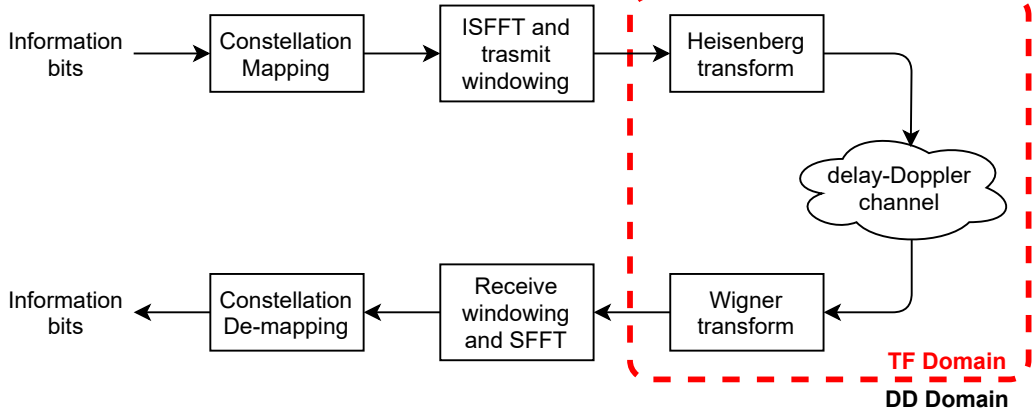 Information
bits
Constellation
Mapping
ISFFT and
trasmit
windowing
Heisenberg
transform
delay-Doppler
channel
Information
bits
Constellation
De-mapping
Receive
windowing
and SFFT
Wigner
transform
TF Domain
DD Domain